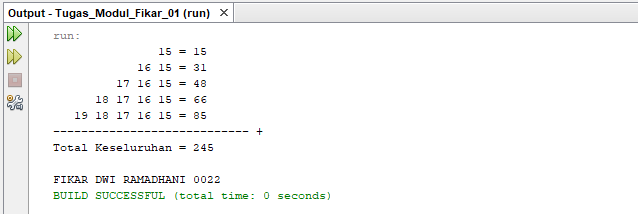 Output - Tugas_Modul_Fikar_01 (run) ×
run:
15 = 15
16 15 = 31
17 16 15 = 48
18 17 16 15 = 66
19 18 17 16 15 = 85
---------------------------- +
Total Keseluruhan = 245
FIKAR DWI RAMADHANI 0022
BUILD SUCCESSFUL (total time: 0 seconds)